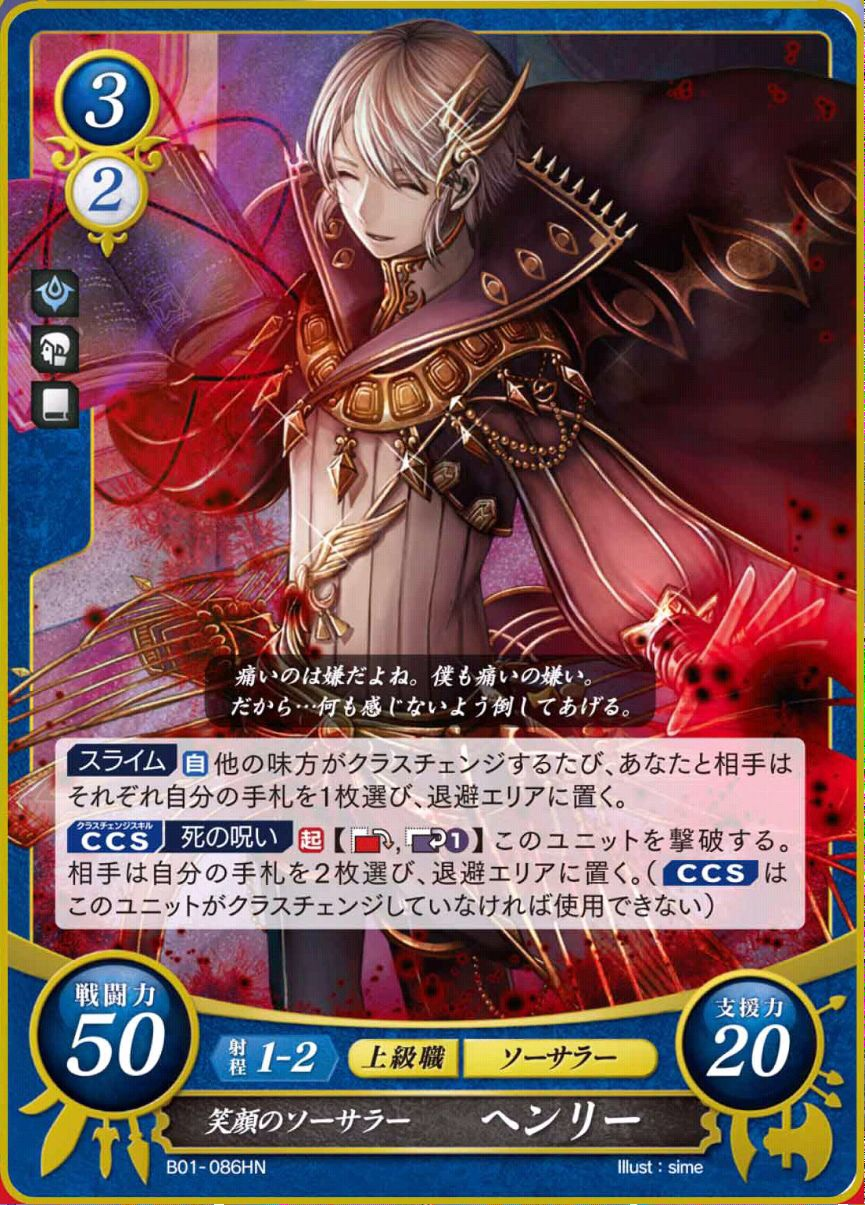 3
2
痛いのは嫌だよね。僕も痛いの嫌い。
だから…何も感じないよう倒してあげる。
スライム 自 他の味方がクラスチェンジするたび、あなたと相手は
それぞれ自分の手札を1枚選び、退避エリアに置く。
クラスチェンジスキル
CCS 死の呪い 起【 , 1】このユニットを撃破する。
相手は自分の手札を2枚選び、退避エリアに置く。(CCSは
このユニットがクラスチェンジしていなければ使用できない)
戦闘力
50
射程 1-2 上級職 ソーサラー
支援力
20
笑顔のソーサラー ヘンリー
B01-086HN Illust:sime